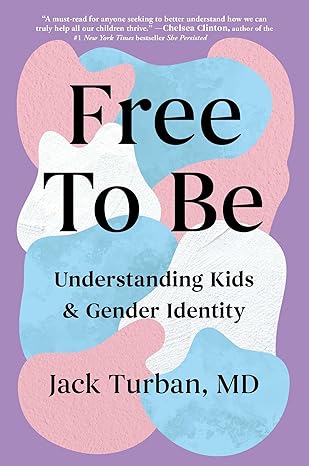 “A must-read for anyone seeking to better understand how we can
truly help all our children thrive.” —Chelsea Clinton, author of the
#1 New York Times bestseller She Persisted
Free
To Be
Understanding Kids
& Gender Identity
Jack Turban, MD